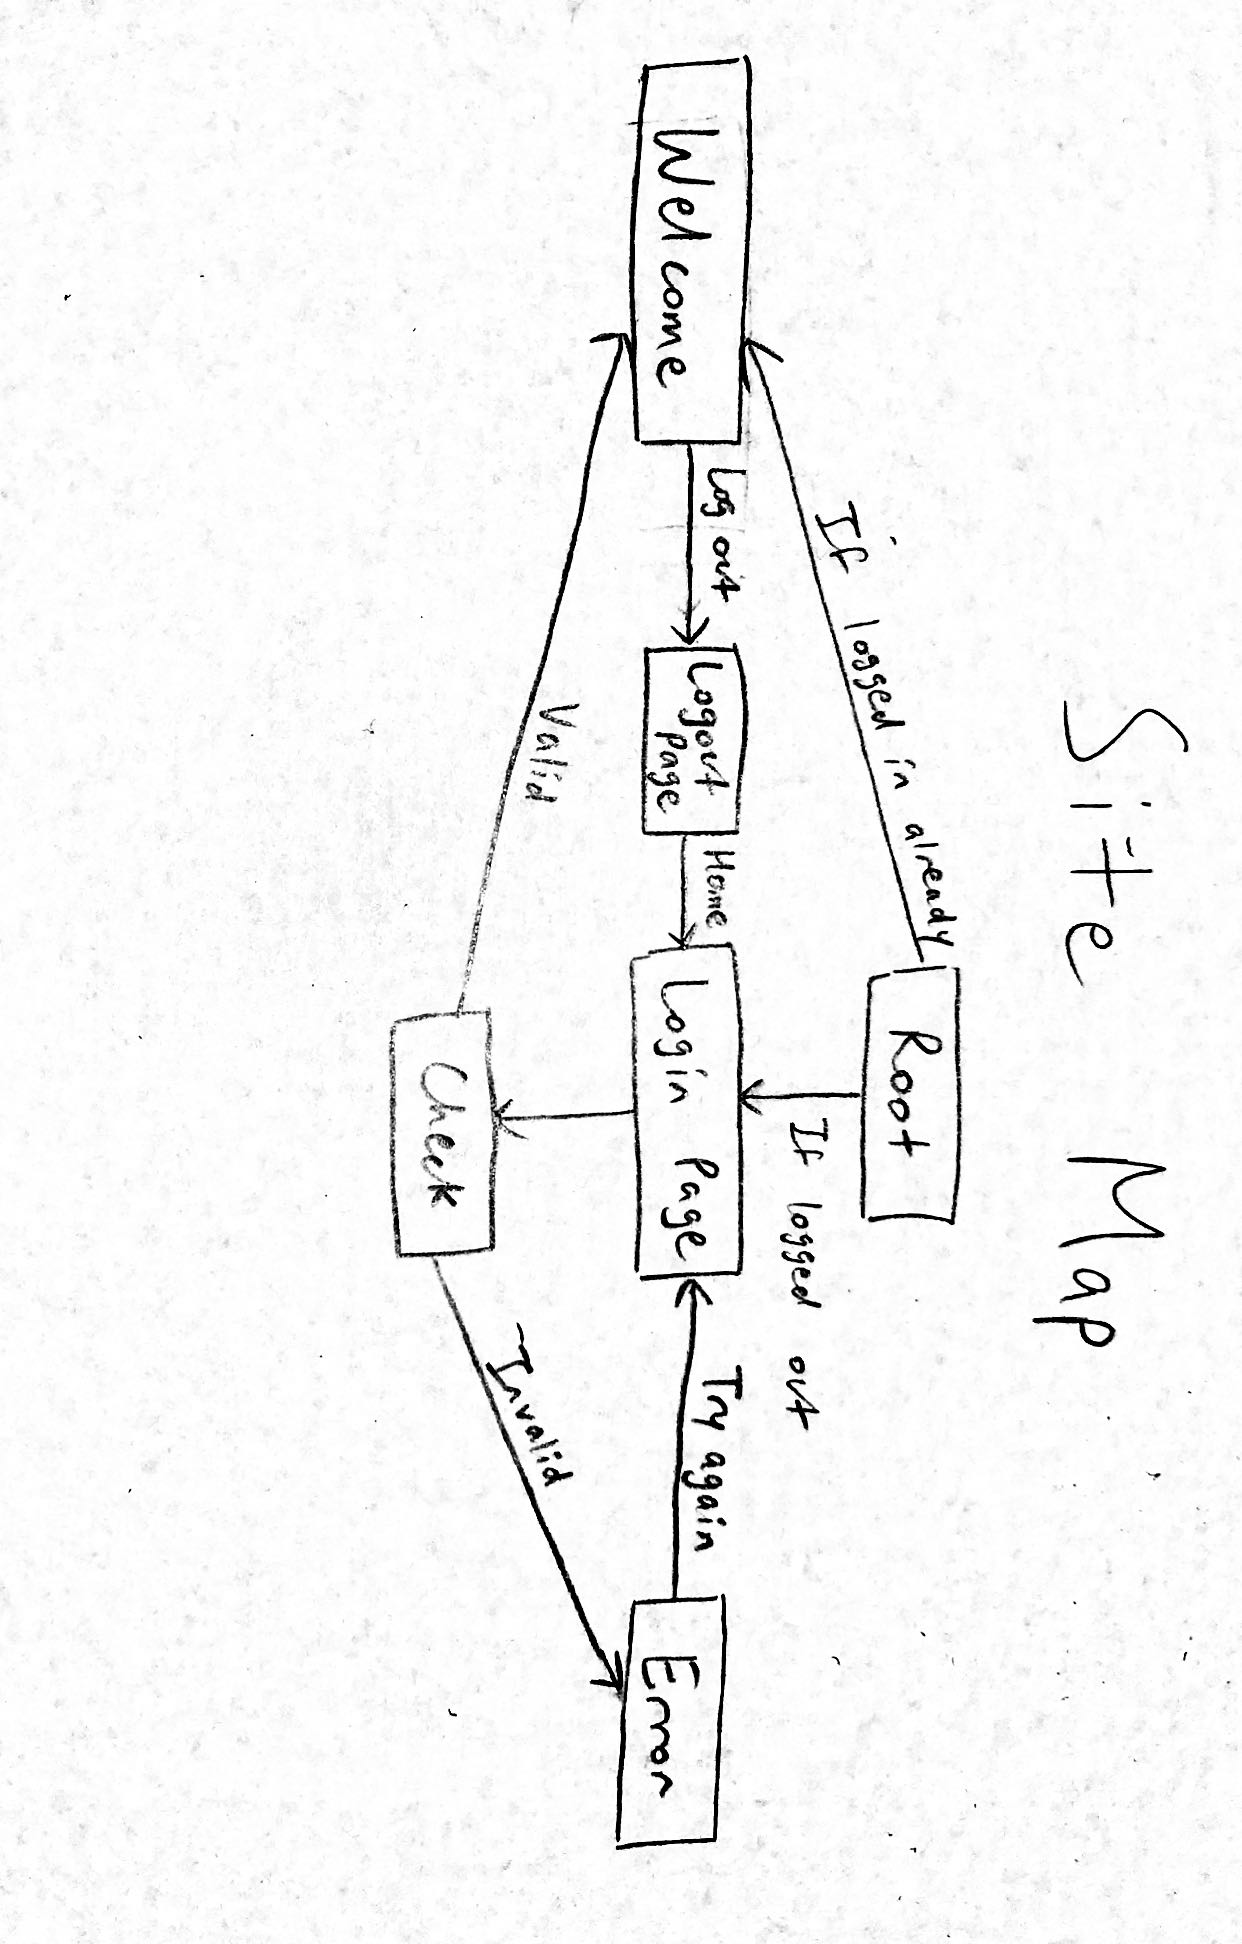 Site Map
Root
If logged in already
If logged out
Welcome
Log out
Logout
Page
Home
Login Page
Try again
Error
Valid
Invalid
Check